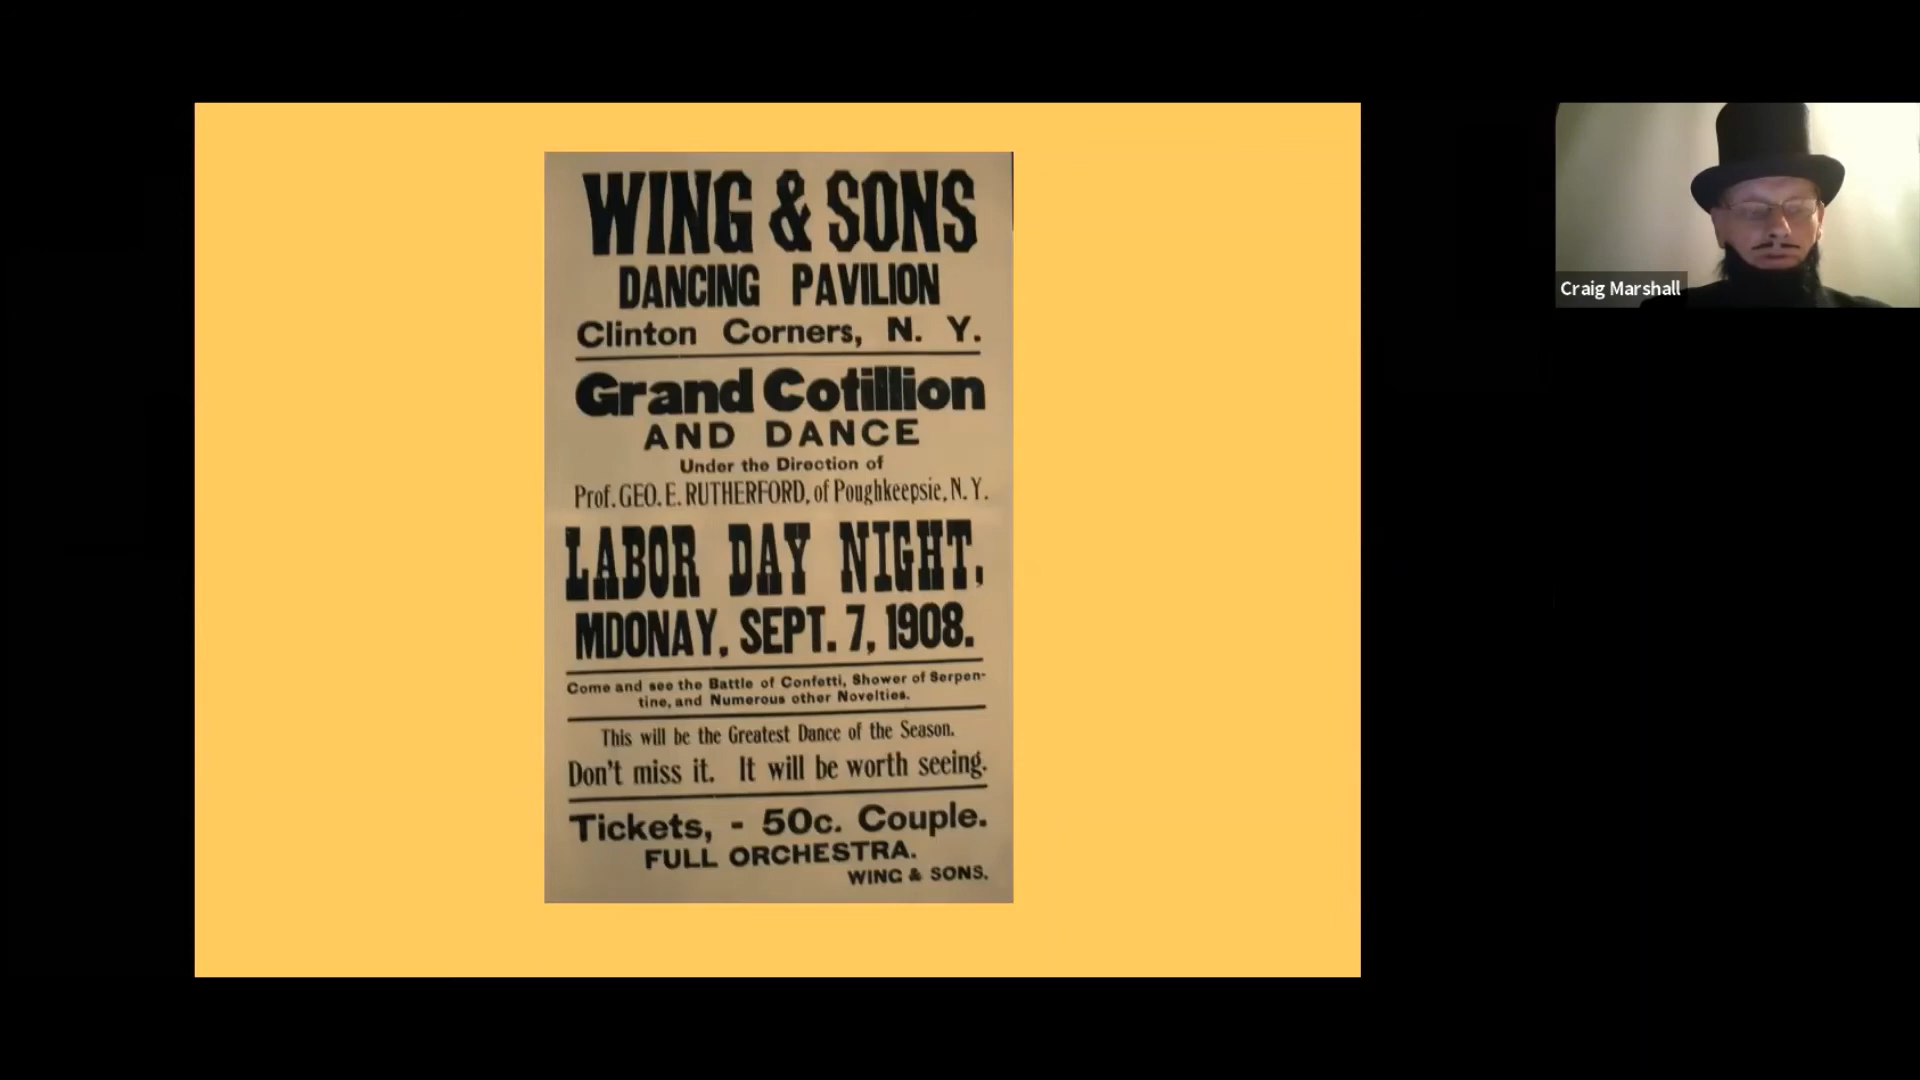 WING & SONS
DANCING PAVILION
Clinton Corners, N. Y.
Grand Cotillion
AND DANCE
Under the Direction of
Prof. GEO. E. RUTHERFORD, of Poughkeepsie, N. Y.
LABOR DAY NIGHT,
MDONAY, SEPT. 7, 1908.
Come and see the Battle of Confetti, Shower of Serpen-
tine, and Numerous other Novelties.
This will be the Greatest Dance of the Season.
Don't miss it. It will be worth seeing.
Tickets, - 50c. Couple.
FULL ORCHESTRA.
WING & SONS.
Craig Marshall